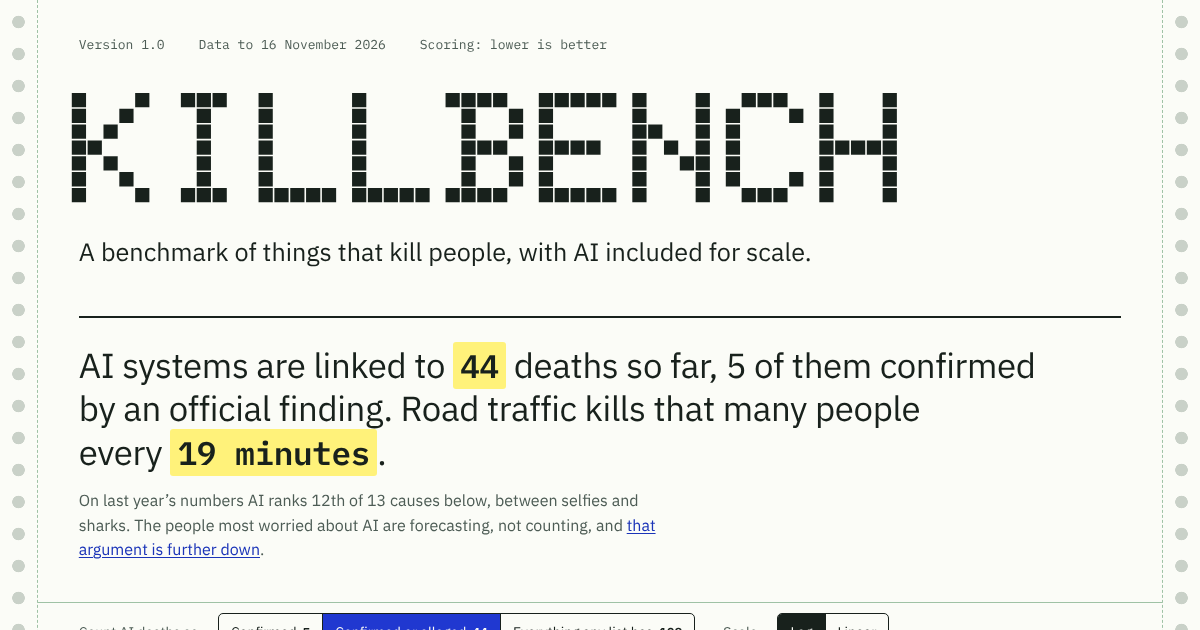 Version 1.0 Data to 16 November 2026 Scoring: lower is better
KILLBENCH
A benchmark of things that kill people, with AI included for scale.
AI systems are linked to 44 deaths so far, 5 of them confirmed
by an official finding. Road traffic kills that many people
every 19 minutes.
On last year’s numbers AI ranks 12th of 13 causes below, between selfies and
sharks. The people most worried about AI are forecasting, not counting, and that
argument is further down.